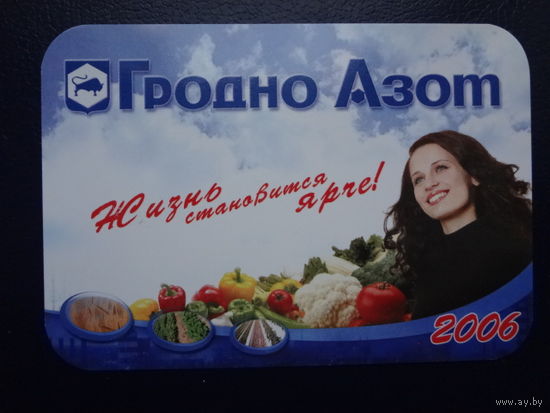 Гродно Азот
Жизнь
становится
ярче!
2006
www.ay.by